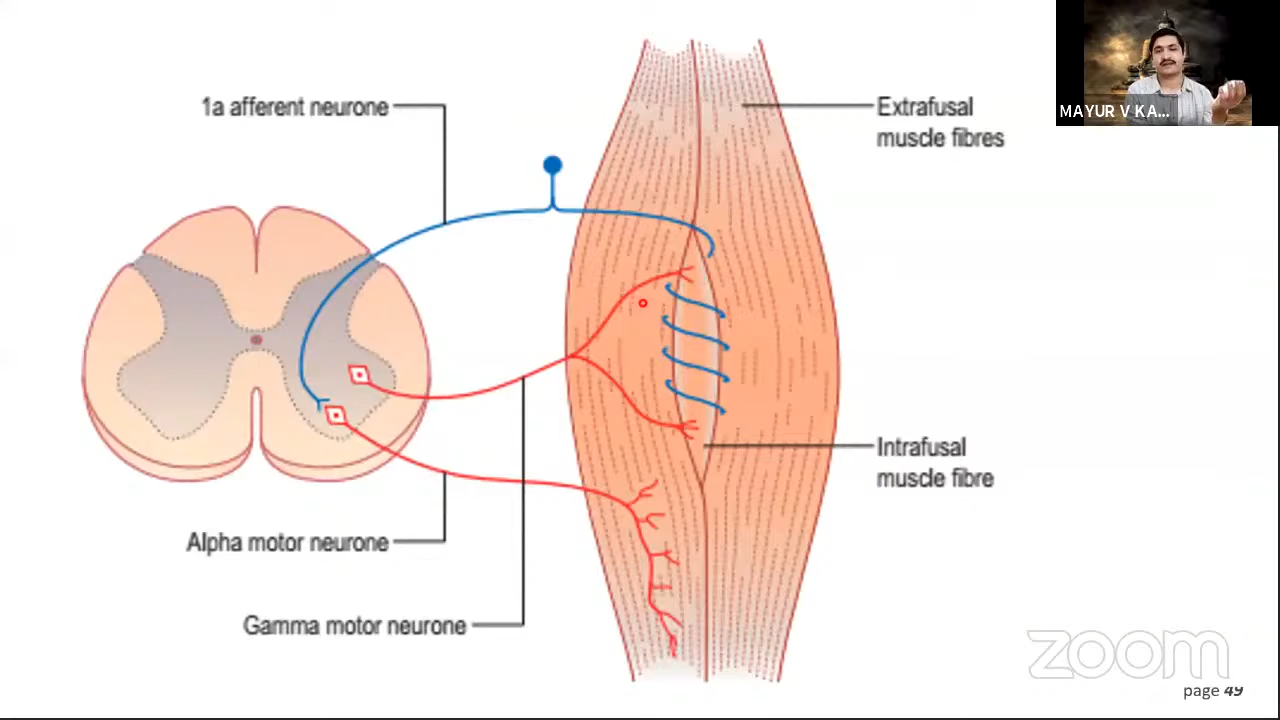 MAYUR V KA...
1a afferent neurone
Extrafusal
muscle fibres
Intrafusal
muscle fibre
Alpha motor neurone
Gamma motor neurone
zoom
page 49